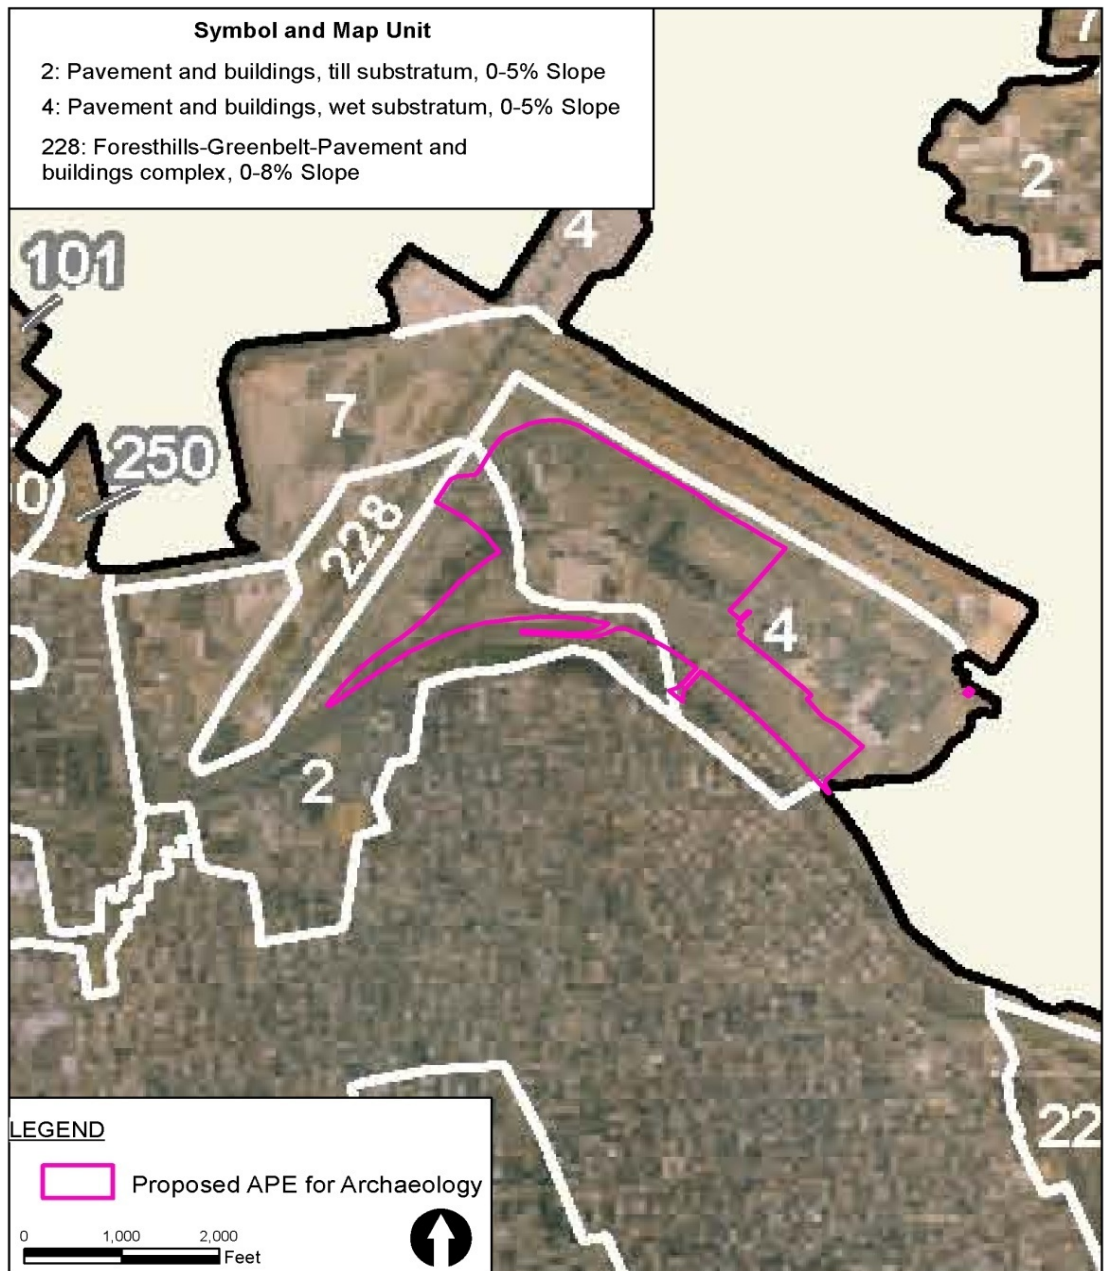 Symbol and Map Unit
2: Pavement and buildings, till substratum, 0-5% Slope
4: Pavement and buildings, wet substratum, 0-5% Slope
228: Foresthills-Greenbelt-Pavement and
buildings complex, 0-8% Slope
7
2
4
101
7
250
0
228
4
2
22
LEGEND
Proposed APE for Archaeology
0 1,000 2,000
Feet